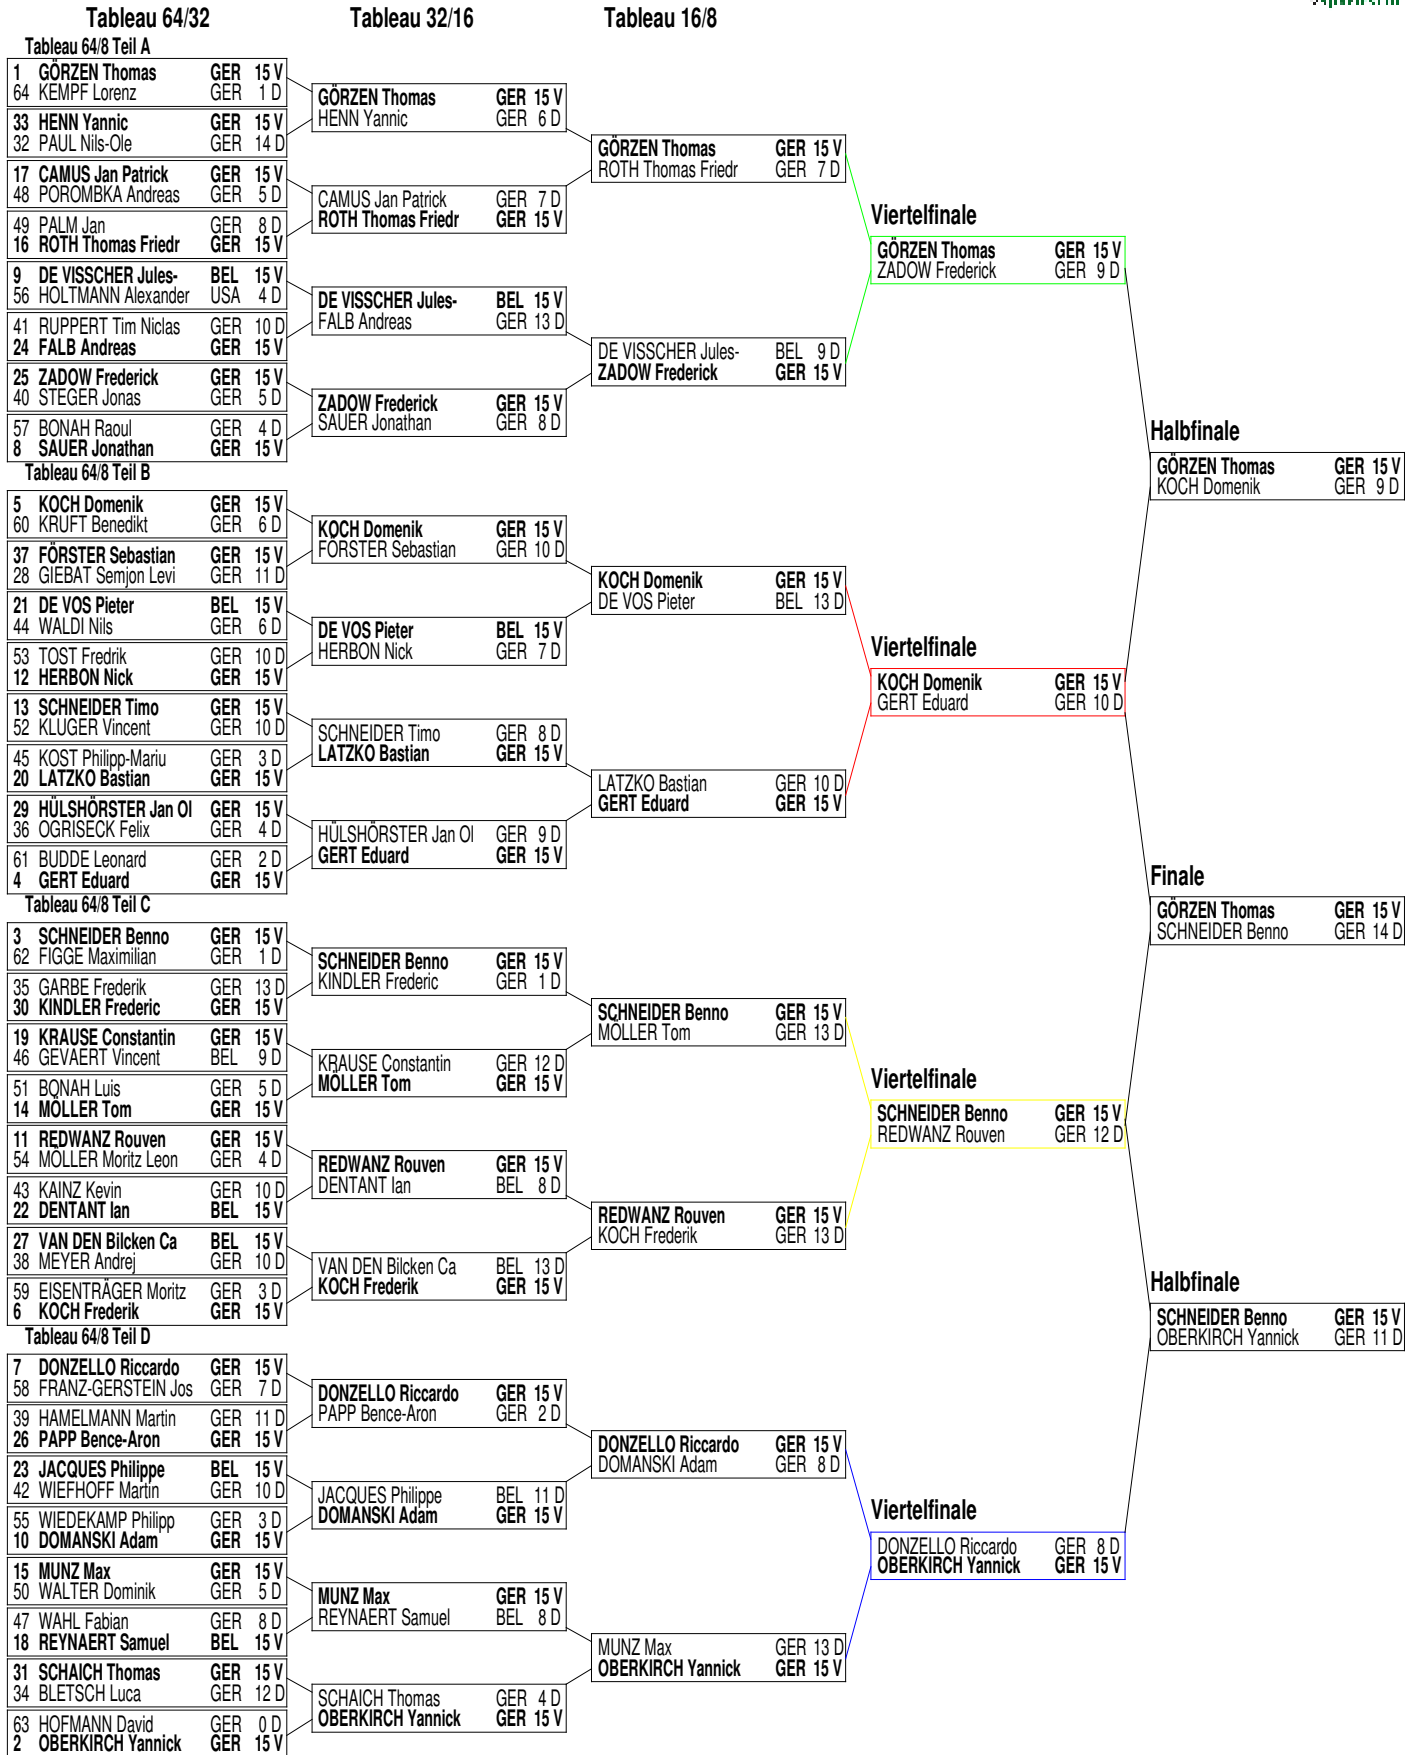 Tableau 64/32 Tableau 32/16 Tableau 16/8
Tableau 64/8 Teil A
1 GÖRZEN Thomas GER 15 V
64 KEMPF Lorenz GER 1 D
33 HENN Yannic GER 15 V
32 PAUL Nils-Ole GER 14 D
17 CAMUS Jan Patrick GER 15 V
48 POROMBKA Andreas GER 5 D
49 PALM Jan GER 8 D
16 ROTH Thomas Friedr GER 15 V
9 DE VISSCHER Jules- BEL 15 V
56 HOLTMANN Alexander USA 4 D
41 RUPPERT Tim Niclas GER 10 D
24 FALB Andreas GER 15 V
25 ZADOW Frederick GER 15 V
40 STEGER Jonas GER 5 D
57 BONAH Raoul GER 4 D
8 SAUER Jonathan GER 15 V
Tableau 64/8 Teil B
5 KOCH Domenik GER 15 V
60 KRUFT Benedikt GER 6 D
37 FÖRSTER Sebastian GER 15 V
28 GIEBAT Semjon Levi GER 11 D
21 DE VOS Pieter BEL 15 V
44 WALDI Nils GER 6 D
53 TOST Fredrik GER 10 D
12 HERBON Nick GER 15 V
13 SCHNEIDER Timo GER 15 V
52 KLUGER Vincent GER 10 D
45 KOST Philipp-Mariu GER 3 D
20 LATZKO Bastian GER 15 V
29 HÜLSHÖRSTER Jan Ol GER 15 V
36 OGRISECK Felix GER 4 D
61 BUDDE Leonard GER 2 D
4 GERT Eduard GER 15 V
Tableau 64/8 Teil C
3 SCHNEIDER Benno GER 15 V
62 FIGGE Maximilian GER 1 D
35 GARBE Frederik GER 13 D
30 KINDLER Frederic GER 15 V
19 KRAUSE Constantin GER 15 V
46 GEVAERT Vincent BEL 9 D
51 BONAH Luis GER 5 D
14 MÖLLER Tom GER 15 V
11 REDWANZ Rouven GER 15 V
54 MÖLLER Moritz Leon GER 4 D
43 KAINZ Kevin GER 10 D
22 DENTANT Ian BEL 15 V
27 VAN DEN Bilcken Ca BEL 15 V
38 MEYER Andrej GER 10 D
59 EISENTRÄGER Moritz GER 3 D
6 KOCH Frederik GER 15 V
Tableau 64/8 Teil D
7 DONZELLO Riccardo GER 15 V
58 FRANZ-GERSTEIN Jos GER 7 D
39 HAMELMANN Martin GER 11 D
26 PAPP Bence-Aron GER 15 V
23 JACQUES Philippe BEL 15 V
42 WIEFHOFF Martin GER 10 D
55 WIEDEKAMP Philipp GER 3 D
10 DOMANSKI Adam GER 15 V
15 MUNZ Max GER 15 V
50 WALTER Dominik GER 5 D
47 WAHL Fabian GER 8 D
18 REYNAERT Samuel BEL 15 V
31 SCHAICH Thomas GER 15 V
34 BLETSCH Luca GER 12 D
63 HOFMANN David GER 0 D
2 OBERKIRCH Yannick GER 15 V
GÖRZEN Thomas GER 15 V
HENN Yannic GER 6 D
CAMUS Jan Patrick GER 7 D
ROTH Thomas Friedr GER 15 V
DE VISSCHER Jules- BEL 15 V
FALB Andreas GER 13 D
ZADOW Frederick GER 15 V
SAUER Jonathan GER 8 D
KOCH Domenik GER 15 V
FÖRSTER Sebastian GER 10 D
DE VOS Pieter BEL 15 V
HERBON Nick GER 7 D
SCHNEIDER Timo GER 8 D
LATZKO Bastian GER 15 V
HÜLSHÖRSTER Jan Ol GER 9 D
GERT Eduard GER 15 V
SCHNEIDER Benno GER 15 V
KINDLER Frederic GER 1 D
KRAUSE Constantin GER 12 D
MÖLLER Tom GER 15 V
REDWANZ Rouven GER 15 V
DENTANT Ian BEL 8 D
VAN DEN Bilcken Ca BEL 13 D
KOCH Frederik GER 15 V
DONZELLO Riccardo GER 15 V
PAPP Bence-Aron GER 2 D
JACQUES Philippe BEL 11 D
DOMANSKI Adam GER 15 V
MUNZ Max GER 15 V
REYNAERT Samuel BEL 8 D
SCHAICH Thomas GER 4 D
OBERKIRCH Yannick GER 15 V
GÖRZEN Thomas GER 15 V
ROTH Thomas Friedr GER 7 D
DE VISSCHER Jules- BEL 9 D
ZADOW Frederick GER 15 V
KOCH Domenik GER 15 V
DE VOS Pieter BEL 13 D
LATZKO Bastian GER 10 D
GERT Eduard GER 15 V
SCHNEIDER Benno GER 15 V
MÖLLER Tom GER 13 D
REDWANZ Rouven GER 15 V
KOCH Frederik GER 13 D
DONZELLO Riccardo GER 15 V
DOMANSKI Adam GER 8 D
MUNZ Max GER 13 D
OBERKIRCH Yannick GER 15 V
Viertelfinale
GÖRZEN Thomas GER 15 V
ZADOW Frederick GER 9 D
Viertelfinale
KOCH Domenik GER 15 V
GERT Eduard GER 10 D
Viertelfinale
SCHNEIDER Benno GER 15 V
REDWANZ Rouven GER 12 D
Viertelfinale
DONZELLO Riccardo GER 8 D
OBERKIRCH Yannick GER 15 V
Halbfinale
GÖRZEN Thomas GER 15 V
KOCH Domenik GER 9 D
Finale
GÖRZEN Thomas GER 15 V
SCHNEIDER Benno GER 14 D
Halbfinale
SCHNEIDER Benno GER 15 V
OBERKIRCH Yannick GER 11 D